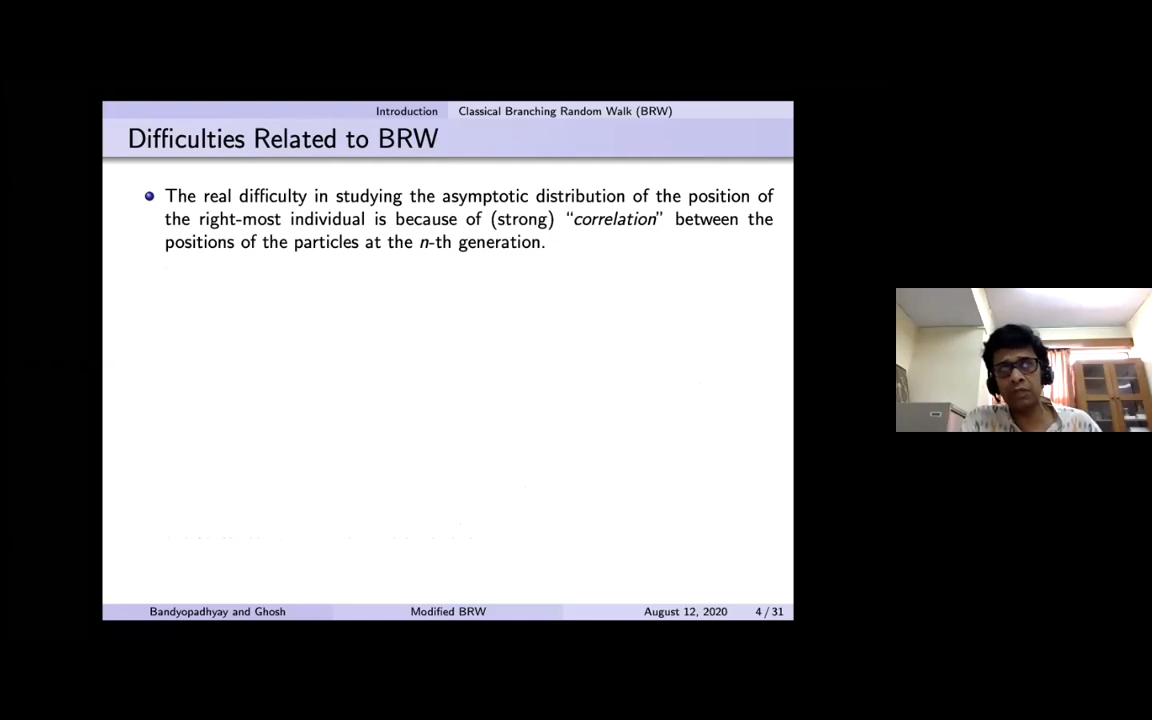 Introduction Classical Branching Random Walk (BRW)
Difficulties Related to BRW
The real difficulty in studying the asymptotic distribution of the position of
the right-most individual is because of (strong) "correlation" between the
positions of the particles at the n-th generation.
Bandyopadhyay and Ghosh Modified BRW August 12, 2020 4 / 31